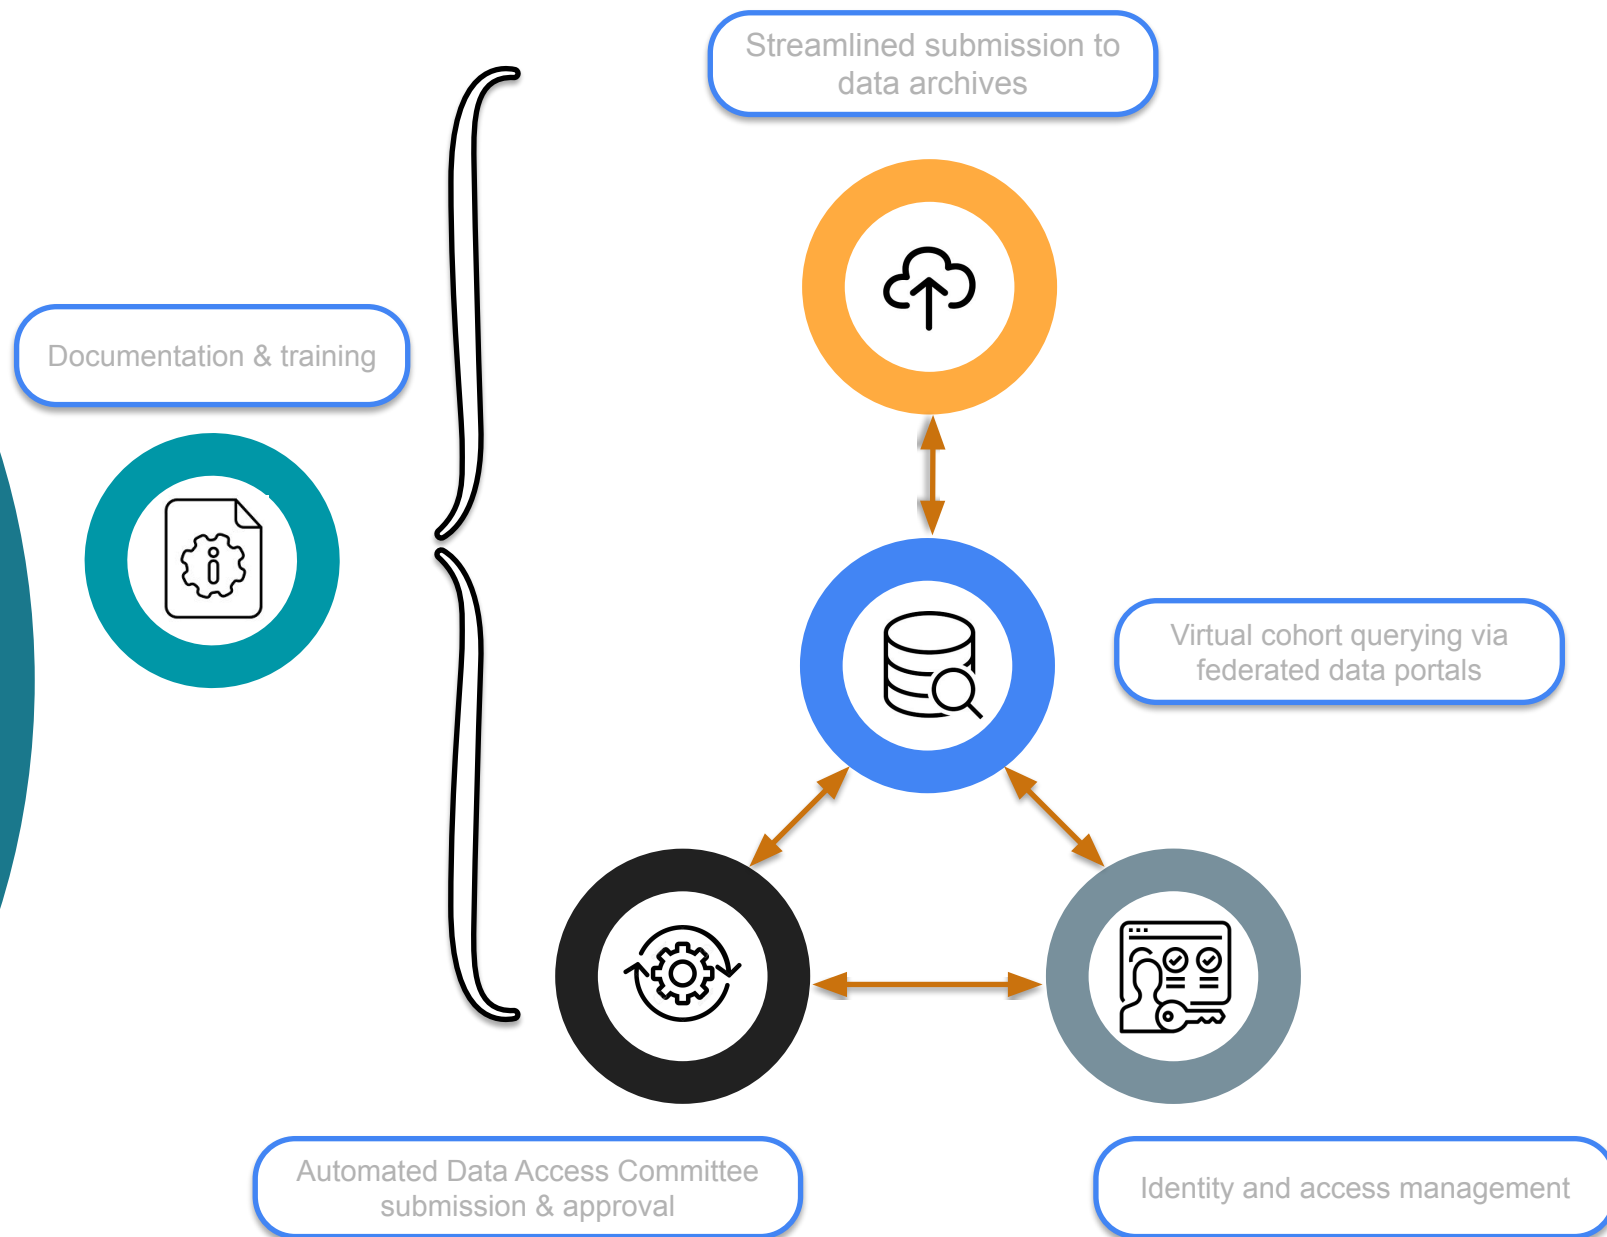 Streamlined submission to
data archives
Documentation & training
Virtual cohort querying via
federated data portals
Automated Data Access Committee
submission & approval
Identity and access management